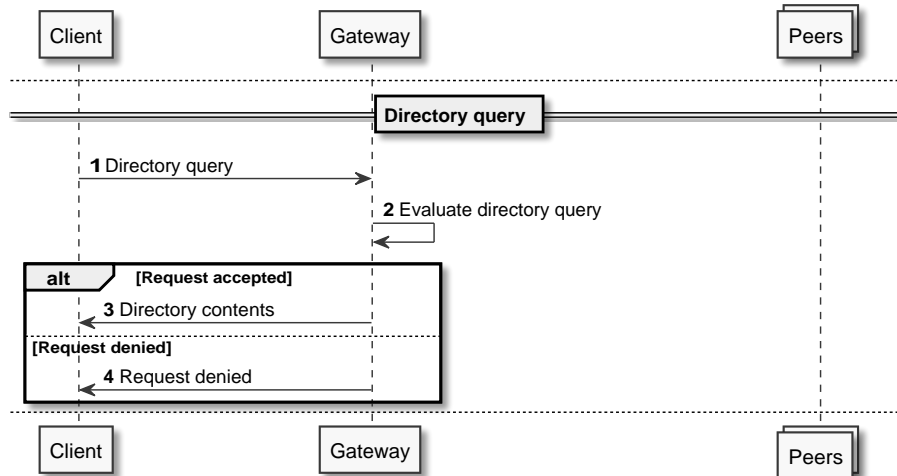 Client
Gateway
Peers
Directory query
1 Directory query
2 Evaluate directory query
alt
[Request accepted]
3 Directory contents
[Request denied]
4 Request denied
Client
Gateway
Peers